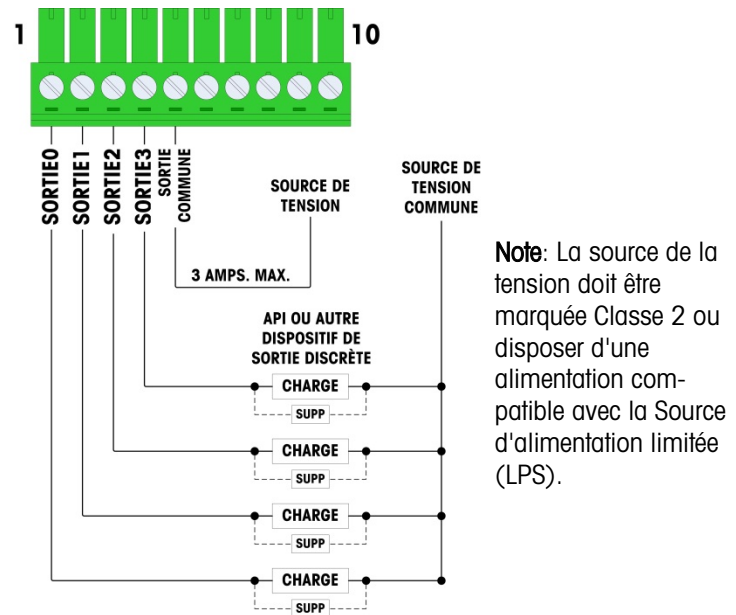 1
10
SORTIE0
SORTIE1
SORTIE2
SORTIE3
SORTIE
COMMUNE
SOURCE DE
TENSION
SOURCE DE
TENSION
COMMUNE
3 AMPS. MAX.
API OU AUTRE
DISPOSITIF DE
SORTIE DISCRÈTE
CHARGE
SUPP
CHARGE
SUPP
CHARGE
SUPP
CHARGE
SUPP
Note: La source de la
tension doit être
marquée Classe 2 ou
disposer d'une
alimentation com-
patible avec la Source
d'alimentation limitée
(LPS).